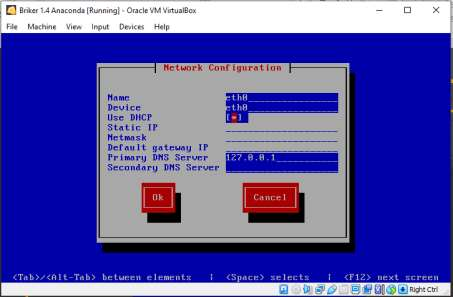 Briker 1.4 Anaconda [Running] - Oracle VM VirtualBox
File Machine View Input Devices Help
Network Configuration
Name eth0
Device eth0
Use DHCP [*]
Static IP
Netmask
Default gateway IP
Primary DNS Server 127.0.0.1
Secondary DNS Server
Ok Cancel
<Tab>/<Alt-Tab> between elements | <Space> selects | <F12> next screen
Right Ctrl